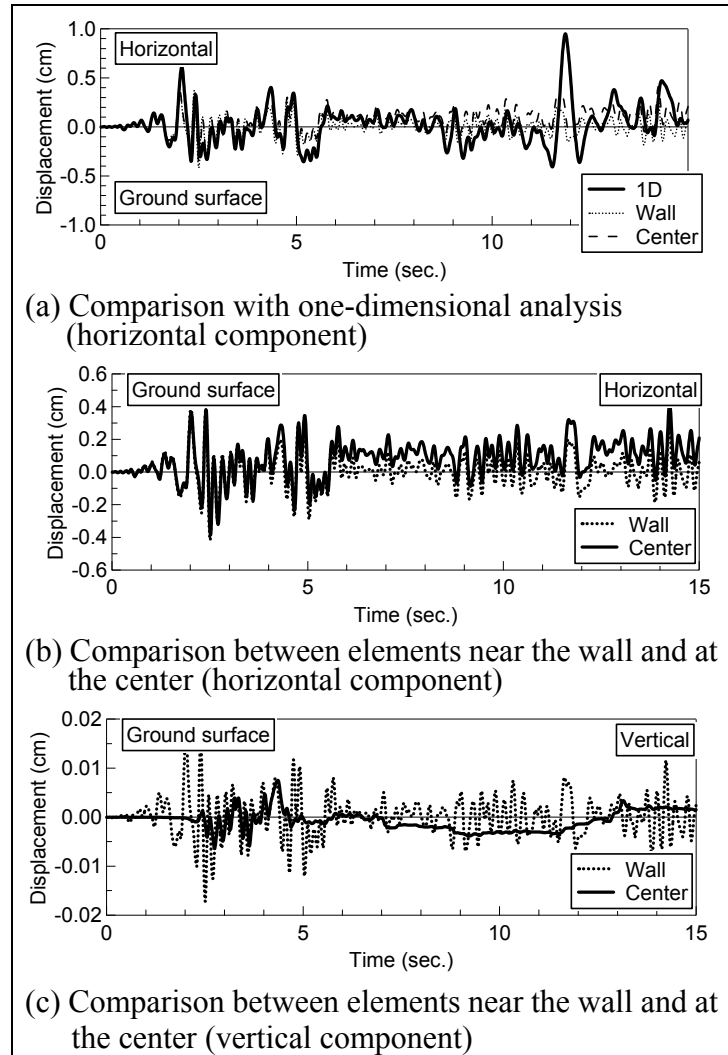 1.0
Horizontal
0.5
0.0
-0.5
Ground surface
-1.0
Displacement (cm)
0
5
10
Time (sec.)
1D
Wall
Center
(a) Comparison with one-dimensional analysis
(horizontal component)
0.6
Ground surface
Horizontal
0.4
0.2
0.0
-0.2
-0.4
-0.6
Displacement (cm)
Wall
Center
0
5
10
15
Time (sec.)
(b) Comparison between elements near the wall and at
the center (horizontal component)
0.02
Ground surface
Vertical
0.01
0.00
-0.01
-0.02
Displacement (cm)
Wall
Center
0
5
10
15
Time (sec.)
(c) Comparison between elements near the wall and at
the center (vertical component)